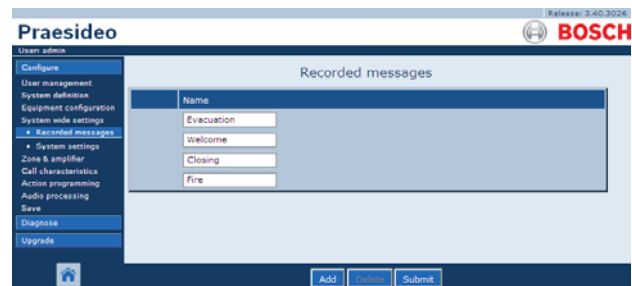 Release: 3.40.3026
Praesideo
BOSCH
User: admin
Configure
User management
System definition
Equipment configuration
System wide settings
• Recorded messages
• System settings
Zone & amplifier
Call characteristics
Action programming
Audio processing
Save
Diagnose
Upgrade
Recorded messages
Name
Evacuation
Welcome
Closing
Fire
Add Delete Submit